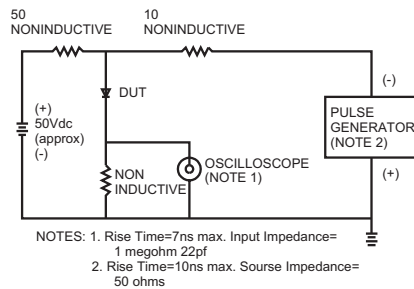 50
NONINDUCTIVE
10
NONINDUCTIVE
(+)
50Vdc
(approx)
(-)
DUT
NON
INDUCTIVE
OSCILLOSCOPE
(NOTE 1)
(-)
PULSE
GENERATOR
(NOTE 2)
(+)
NOTES: 1. Rise Time=7ns max. Input Impedance=
1 megohm 22pf
2. Rise Time=10ns max. Sourse Impedance=
50 ohms